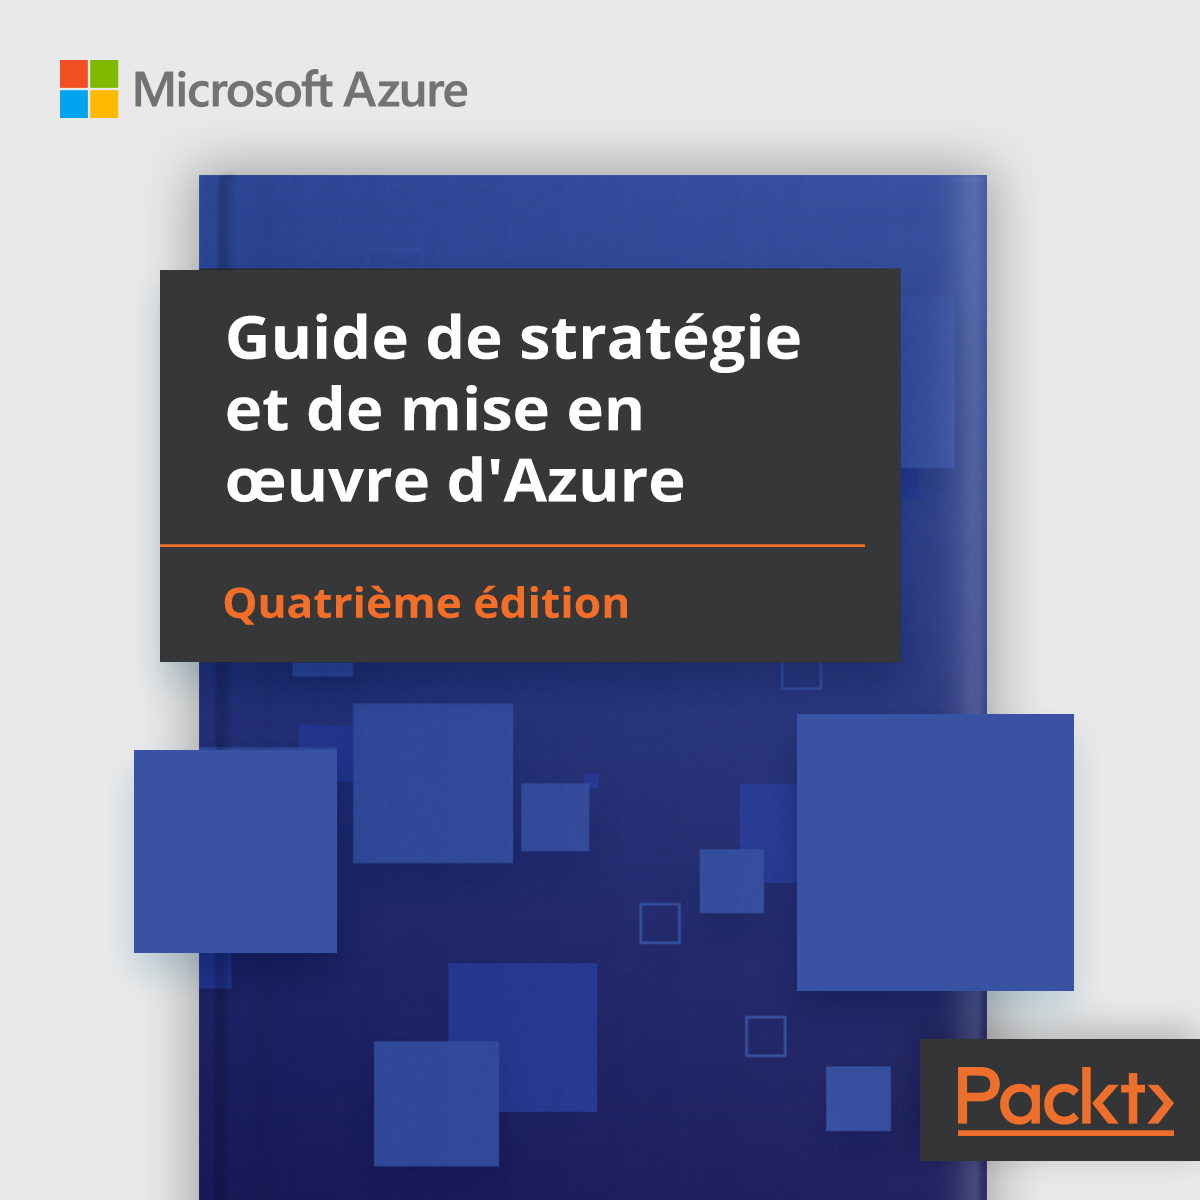 Microsoft Azure
Guide de stratégie
et de mise en
œuvre d'Azure
Quatrième édition
Packt